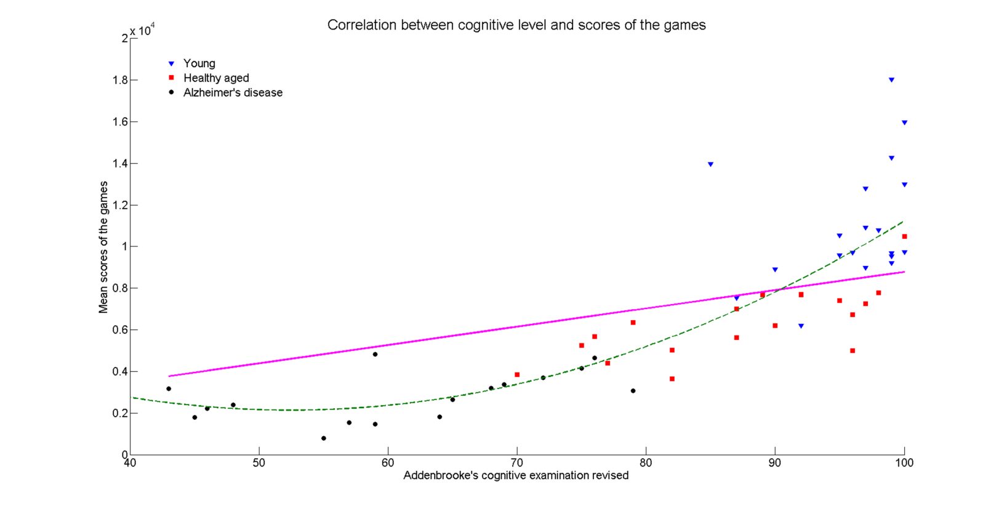 Correlation between cognitive level and scores of the games
x 10^4
2
1.8
1.6
1.4
1.2
1
0.8
0.6
0.4
0.2
0
Mean scores of the games
Young
Healthy aged
Alzheimer's disease
40 50 60 70 80 90 100
Addenbrooke's cognitive examination revised